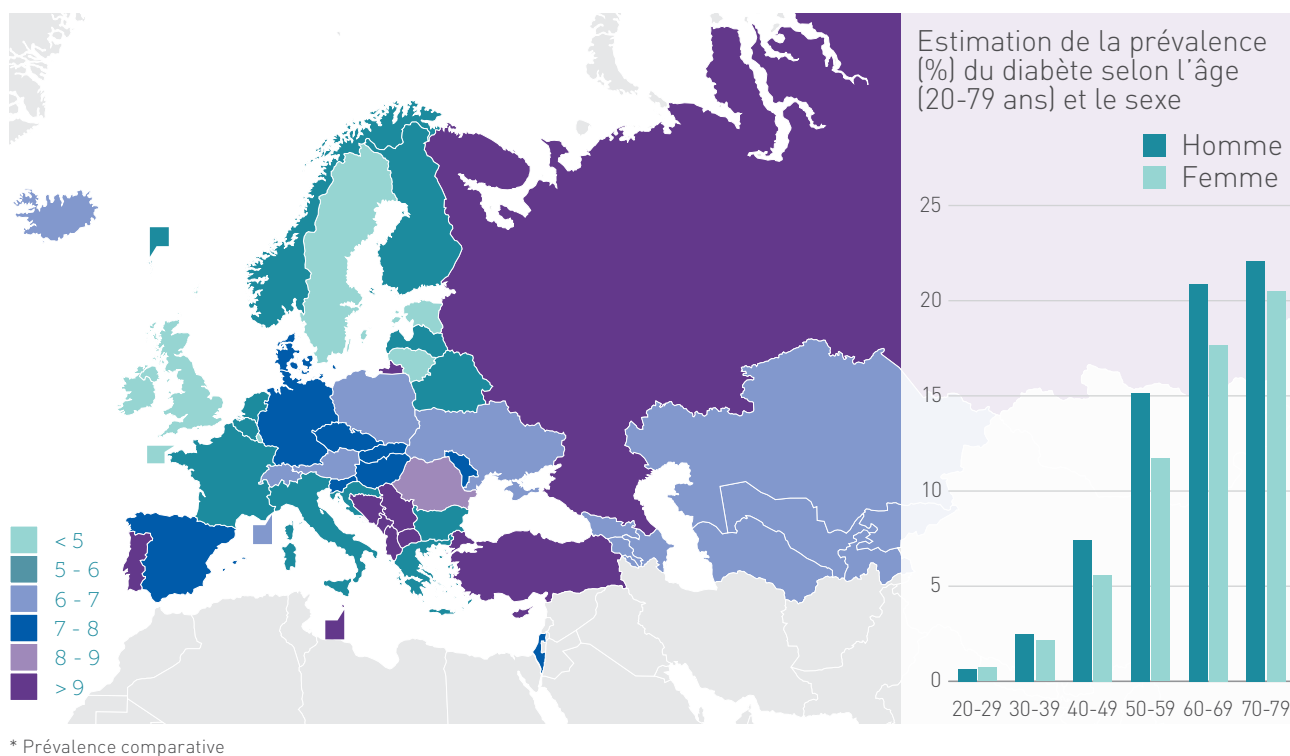 Estimation de la prévalence
(%) du diabète selon l’âge
(20-79 ans) et le sexe
Homme
Femme
25
20
15
10
5
0
20-29 30-39 40-49 50-59 60-69 70-79
< 5
5 - 6
6 - 7
7 - 8
8 - 9
> 9
* Prévalence comparative